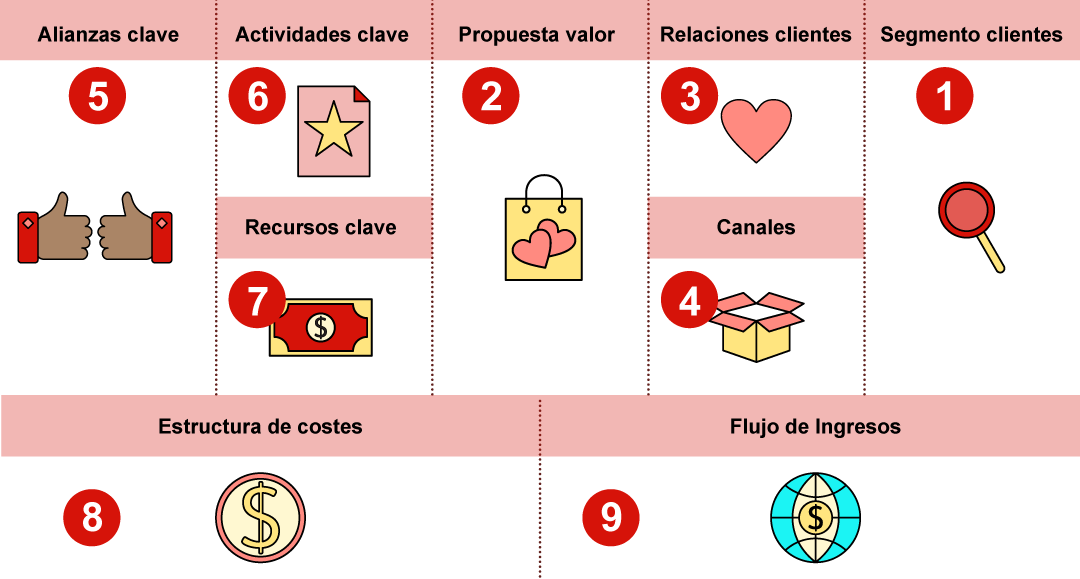 Alianzas clave
Actividades clave
Propuesta valor
Relaciones clientes
Segmento clientes
5
6
2
3
1
Recursos clave
Canales
7
$
4
Estructura de costes
Flujo de Ingresos
8
$
9
$